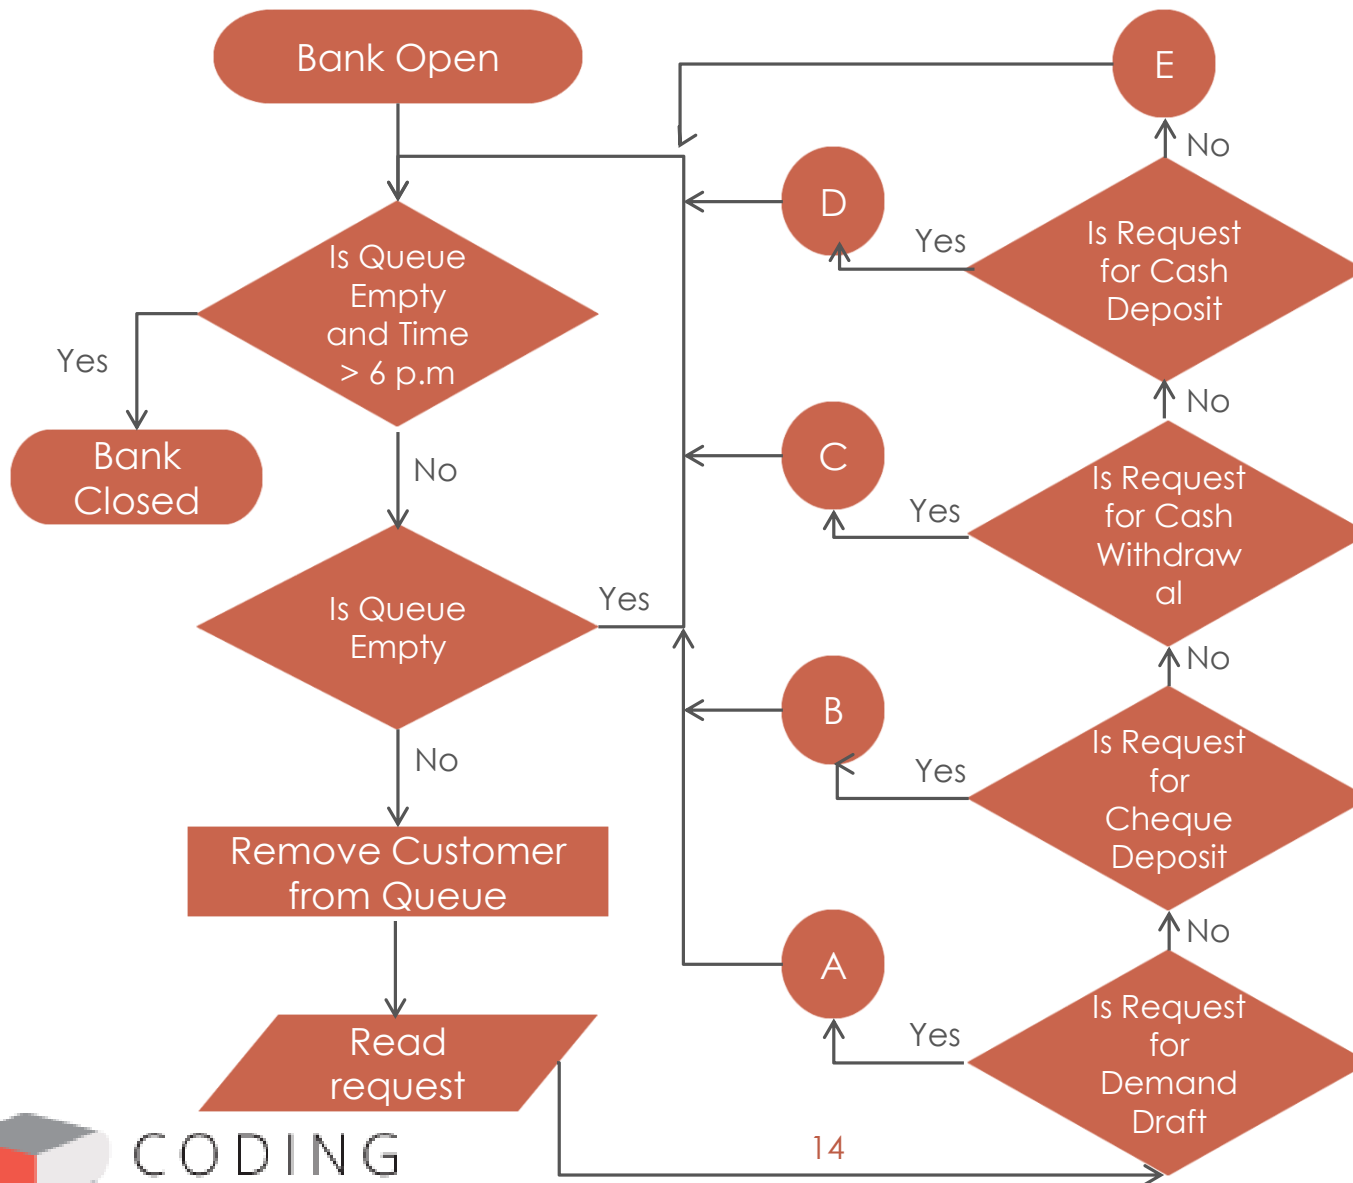 Bank Open
Is Queue
Empty
and Time
> 6 p.m
Yes
Bank
Closed
No
Is Queue
Empty
Yes
No
Remove Customer
from Queue
Read
request
E
No
D
Yes
Is Request
for Cash
Deposit
No
C
Yes
Is Request
for Cash
Withdraw
al
No
B
Yes
Is Request
for
Cheque
Deposit
No
A
Yes
Is Request
for
Demand
Draft
14
CODING